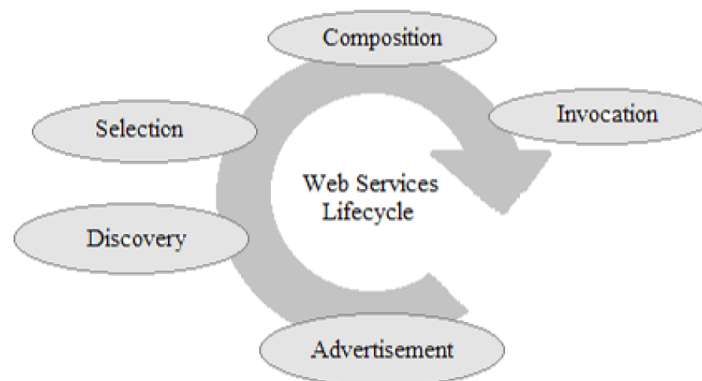 Composition
Invocation
Selection
Web Services
Lifecycle
Discovery
Advertisement